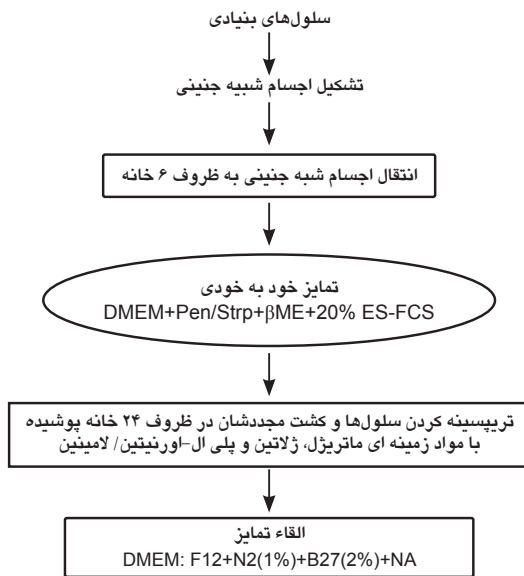 سلول‌های بنیادی
تشکیل اجسام شبیه جنینی
انتقال اجسام شبه جنینی به ظروف ۶ خانه
تمایز خود به خودی
DMEM+Pen/Strp+βME+20% ES-FCS
تریپسینه کردن سلول‌ها و کشت مجددشان در ظروف ۲۴ خانه پوشیده
با مواد زمینه ای ماتریژل، ژلاتین و پلی ال-اورنیتین/ لامینین
القاء تمایز
DMEM: F12+N2(1%)+B27(2%)+NA